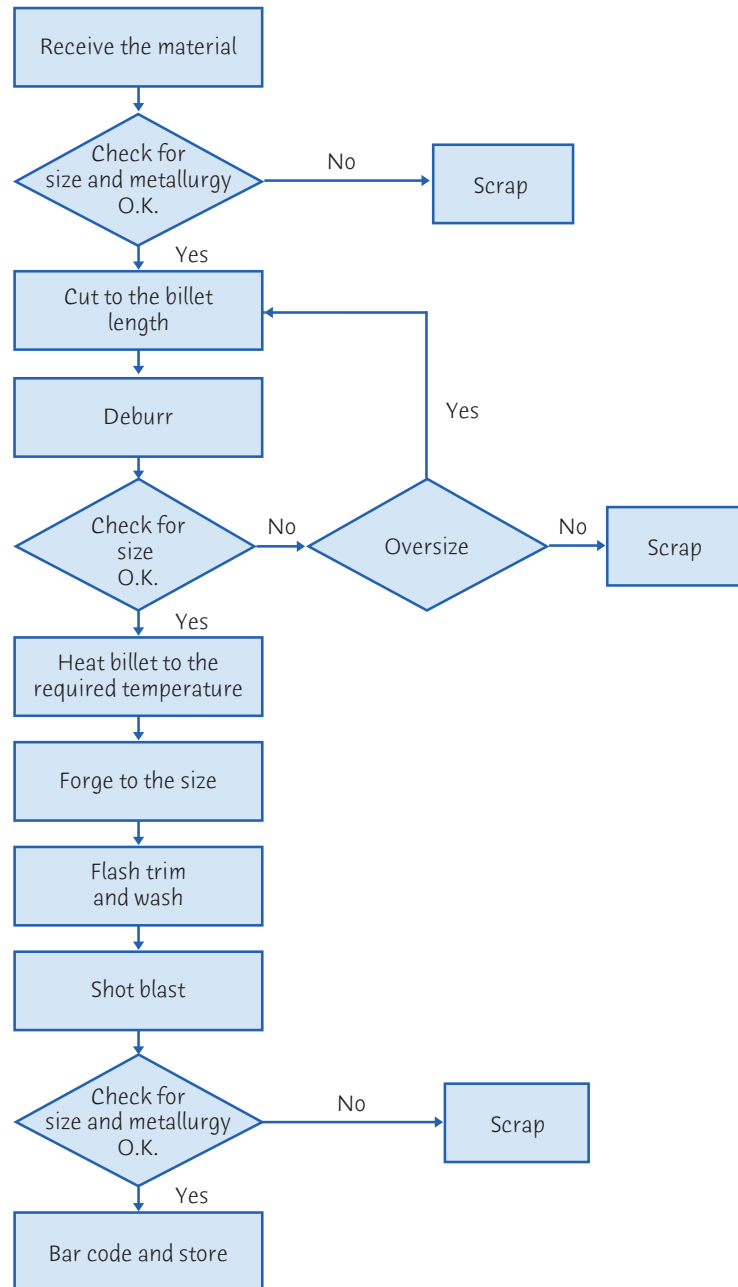 Receive the material
Check for
size and metallurgy
O.K.
No
Scrap
Yes
Cut to the billet
length
Deburr
Yes
Check for
size
O.K.
No
Oversize
No
Scrap
Yes
Heat billet to the
required temperature
Forge to the size
Flash trim
and wash
Shot blast
Check for
size and metallurgy
O.K.
No
Scrap
Yes
Bar code and store